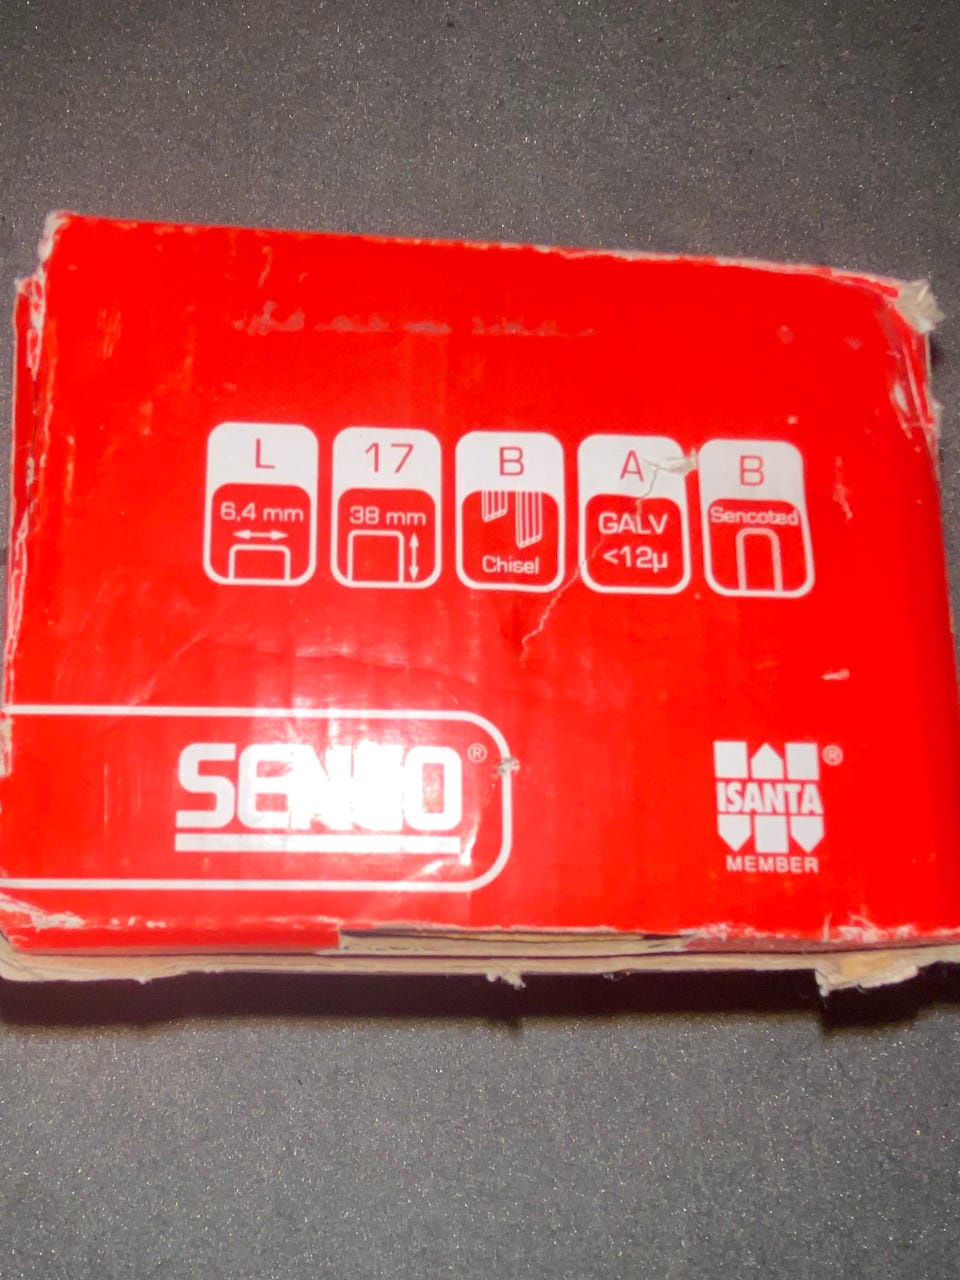 L 17 B A B
6,4 mm 38 mm Chisel GALV <12µ Sencoted
SENCO®
ISANTA®
MEMBER